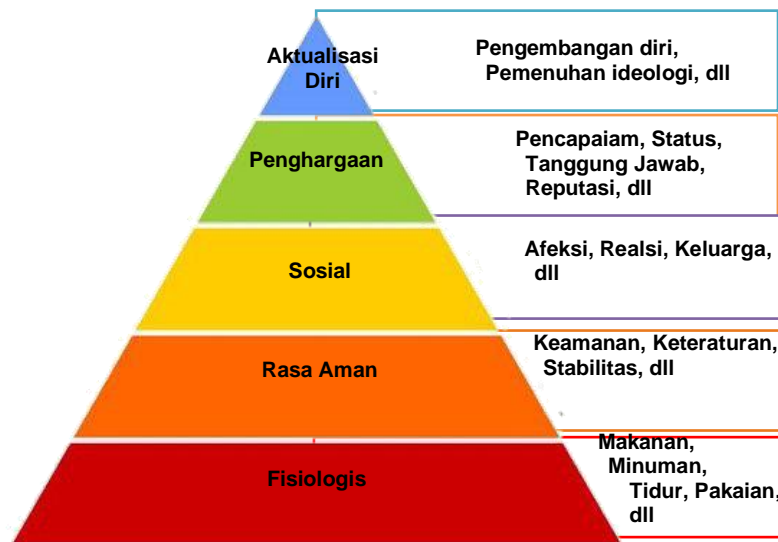 Aktualisasi
Diri
Pengembangan diri,
Pemenuhan ideologi, dll
Penghargaan
Pencapaiam, Status,
Tanggung Jawab,
Reputasi, dll
Sosial
Afeksi, Realsi, Keluarga,
dll
Rasa Aman
Keamanan, Keteraturan,
Stabilitas, dll
Fisiologis
Makanan,
Minuman,
Tidur, Pakaian,
dll